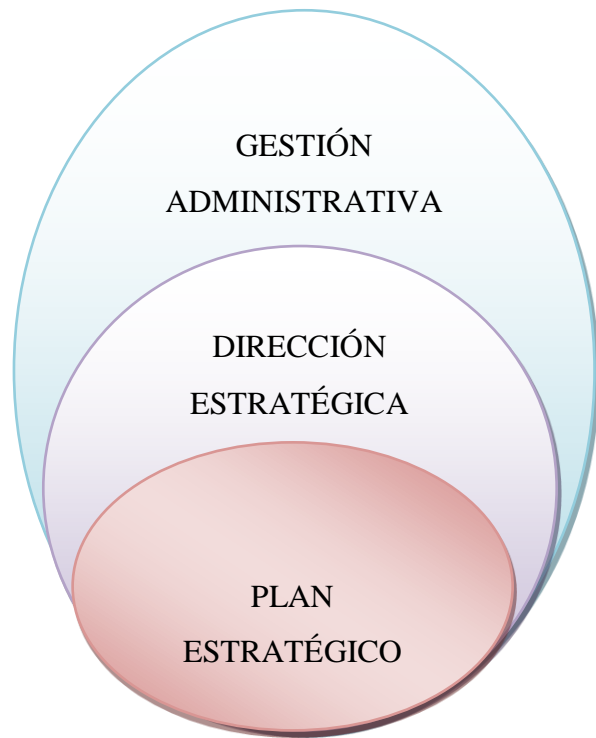 GESTIÓN
ADMINISTRATIVA
DIRECCIÓN
ESTRATÉGICA
PLAN
ESTRATÉGICO